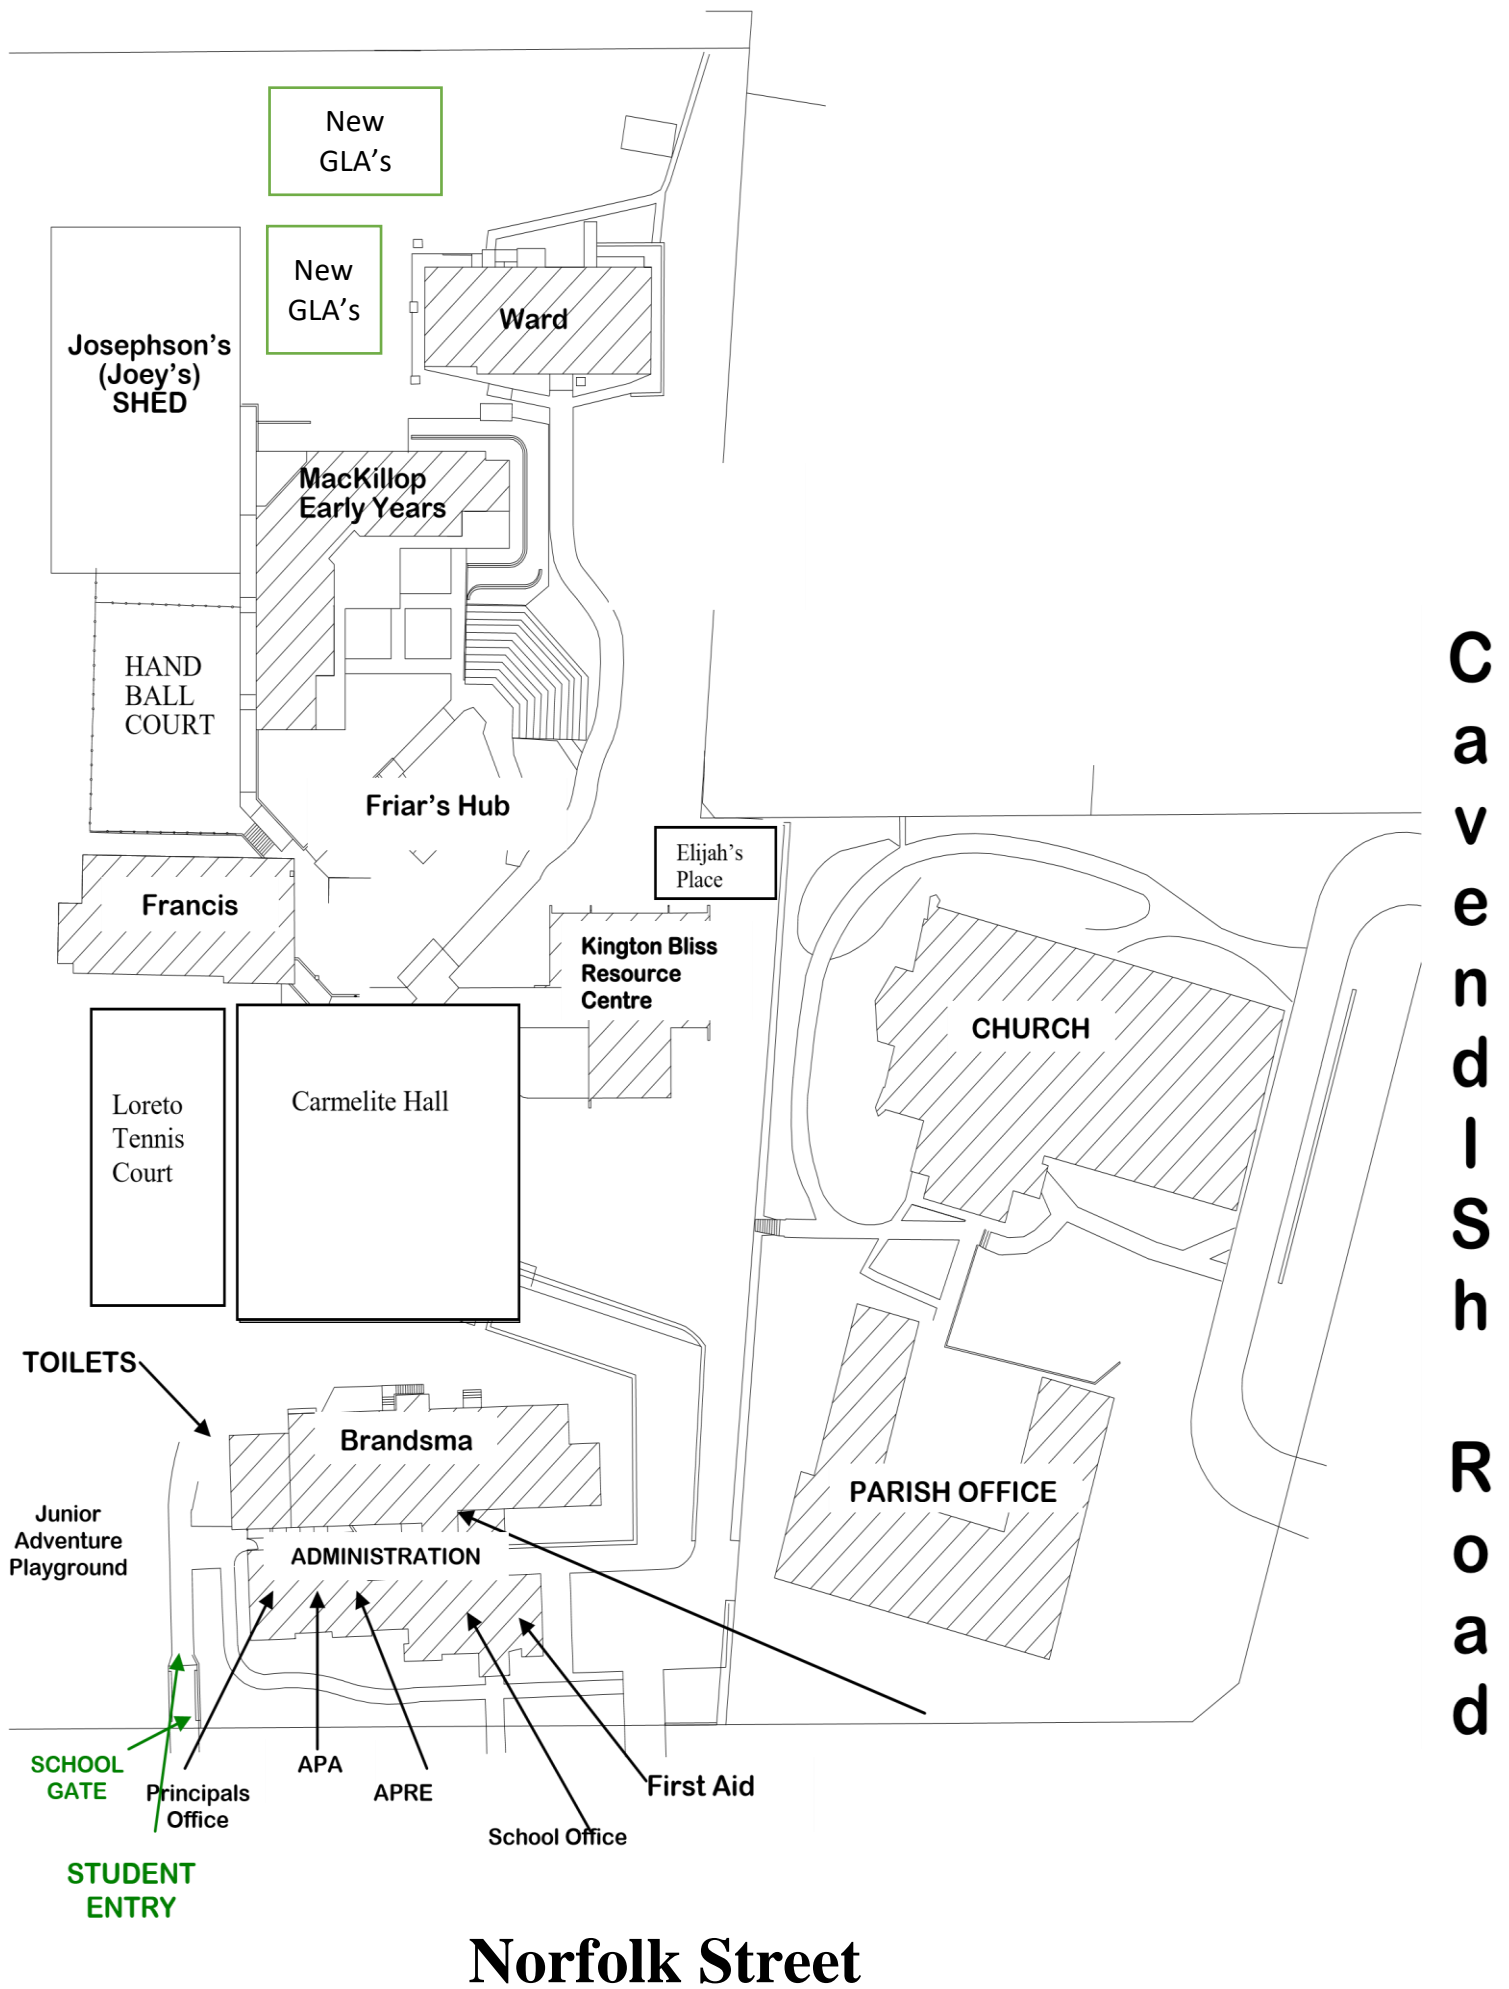 New
GLA's
New
GLA's
Ward
Josephson's
(Joey's)
SHED
MacKillop
Early Years
HAND
BALL
COURT
Friar's Hub
Elijah's
Place
Francis
Kington Bliss
Resource
Centre
CHURCH
Carmelite Hall
Loreto
Tennis
Court
TOILETS
Brandsma
PARISH OFFICE
Junior
Adventure
Playground
ADMINISTRATION
SCHOOL
GATE
Principals
Office
APA
APRE
First Aid
School Office
STUDENT
ENTRY
Norfolk Street
CavendISh Road